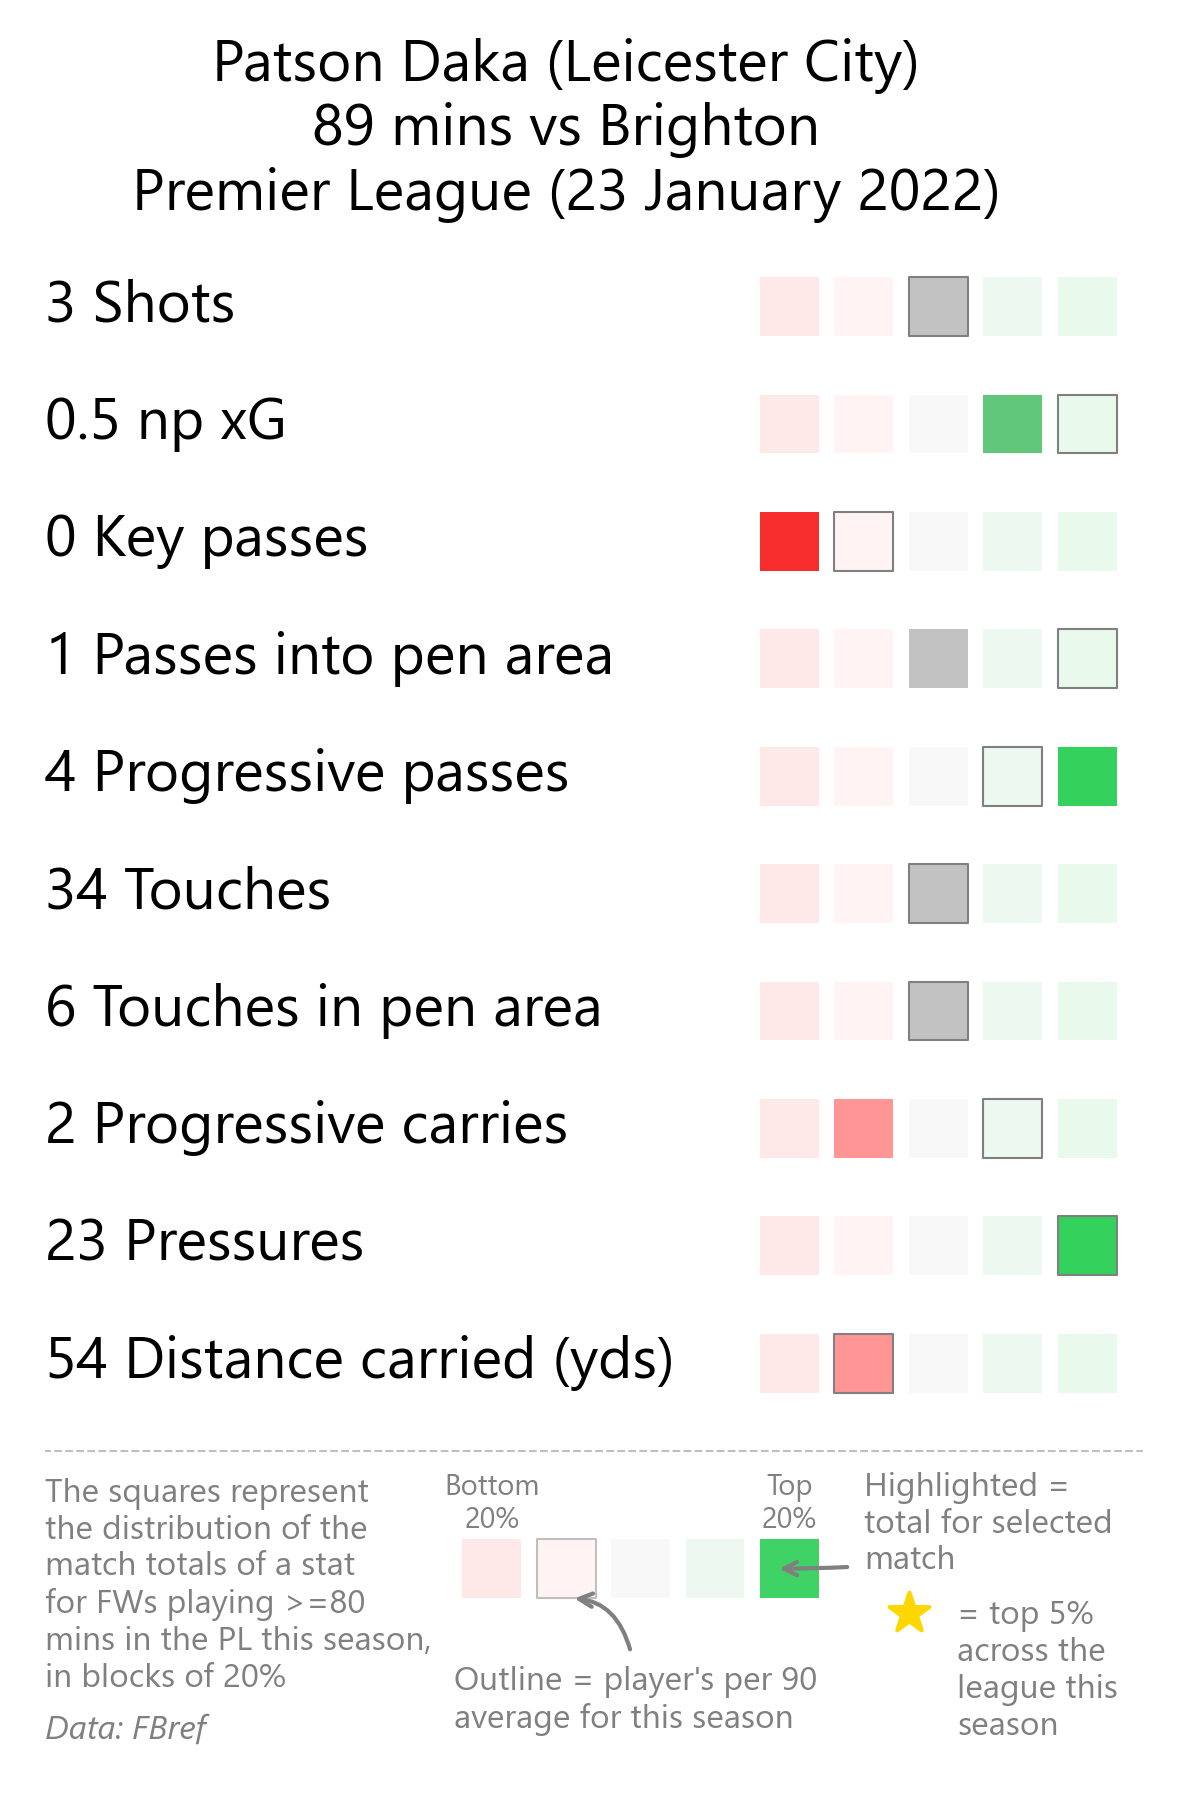 Patson Daka (Leicester City)
89 mins vs Brighton
Premier League (23 January 2022)
3 Shots
0.5 np xG
0 Key passes
1 Passes into pen area
4 Progressive passes
34 Touches
6 Touches in pen area
2 Progressive carries
23 Pressures
54 Distance carried (yds)
The squares represent
the distribution of the
match totals of a stat
for FWs playing >=80
mins in the PL this season,
in blocks of 20%
Data: FBref
Bottom
20%
Top
20%
Outline = player's per 90
average for this season
Highlighted =
total for selected
match
= top 5%
across the
league this
season